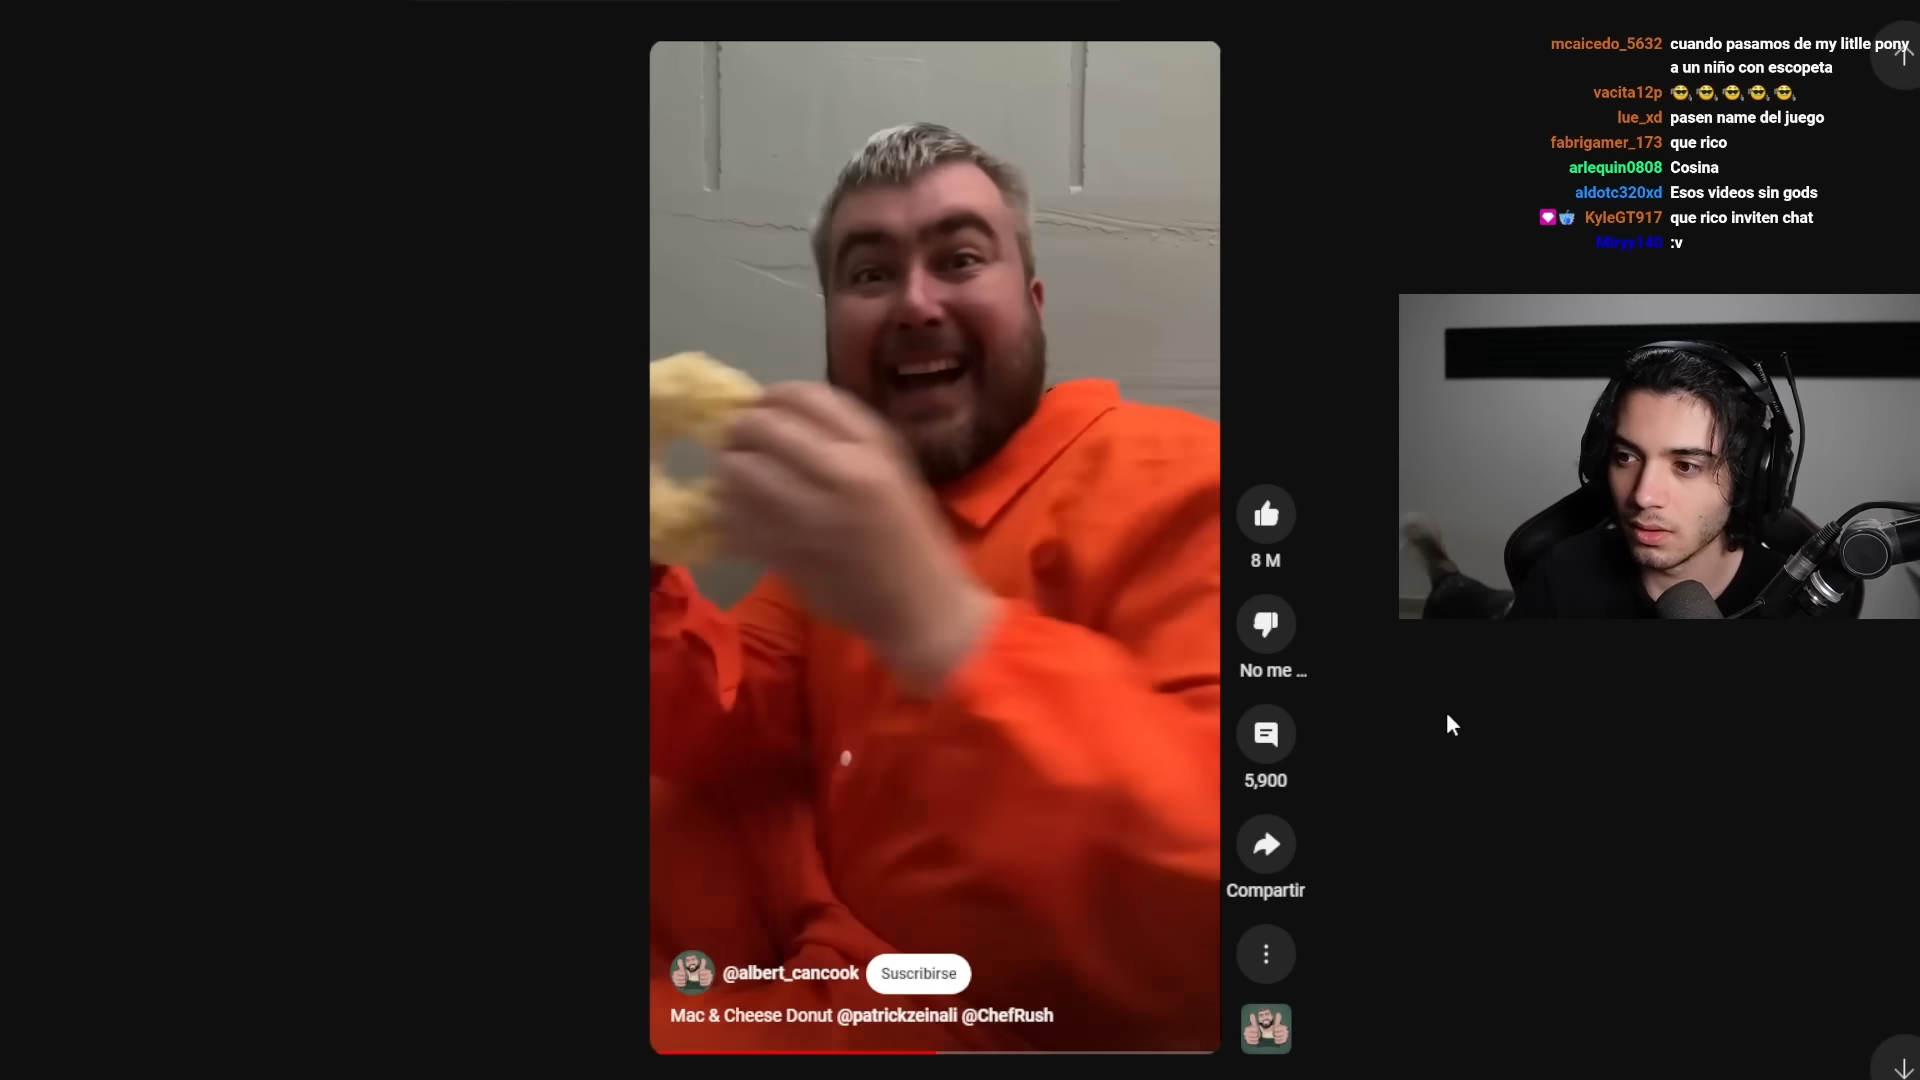 mcaicedo_5632 cuando pasamos de my litlle pony
a un niño con escopeta
vacita12p
lue_xd pasen name del juego
fabrigamer_173 que rico
arlequin0808 Cosina
aldotc320xd Esos videos sin gods
KyleGT917 que rico inviten chat
Miryy140 :v
8 M
No me ...
5,900
Compartir
@albert_cancook Suscribirse
Mac & Cheese Donut @patrickzeinali @ChefRush